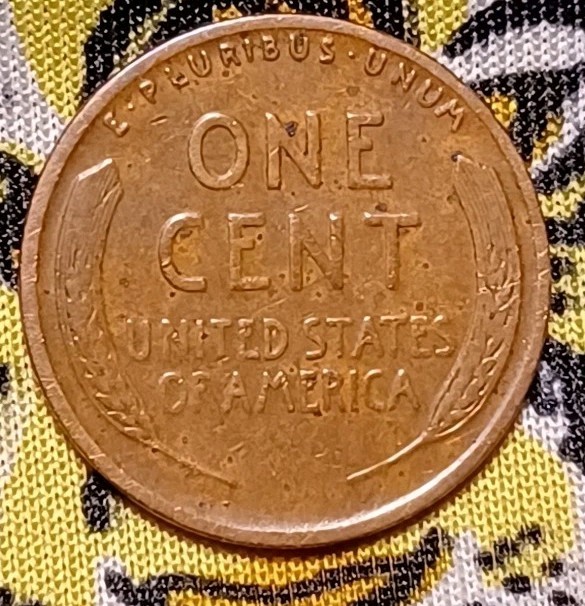 E·PLURIBUS·UNUM
ONE
CENT
UNITED STATES
OF AMERICA